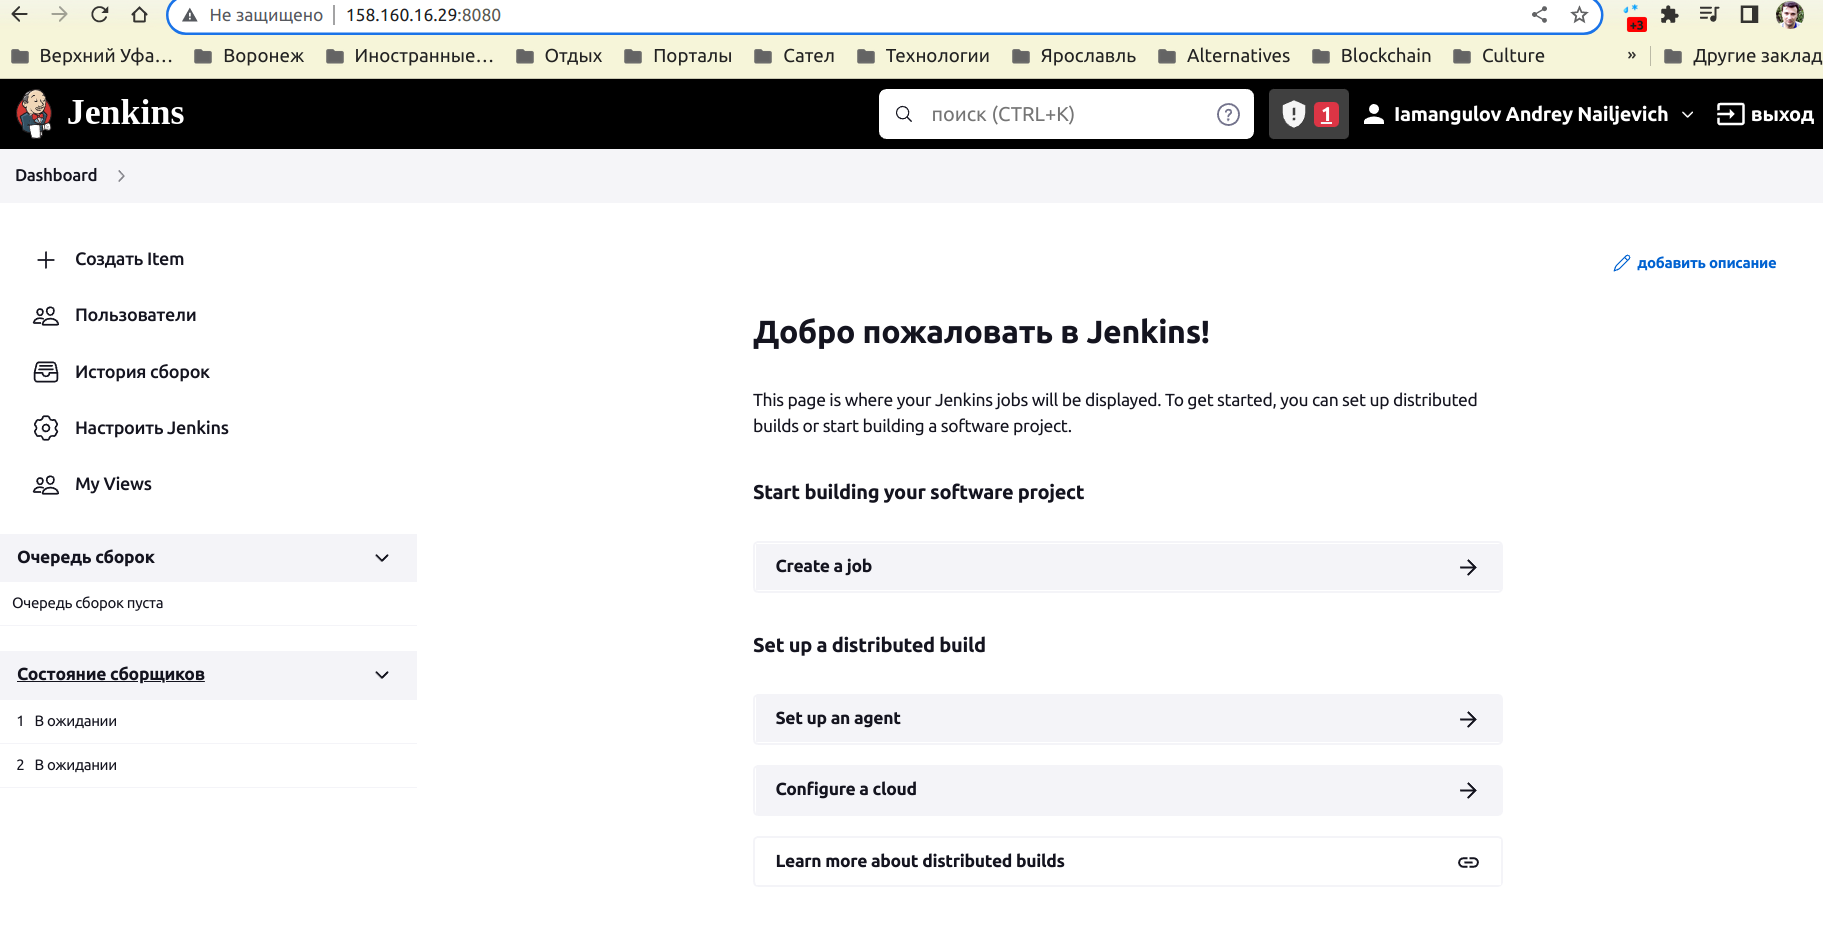 Не защищено 158.160.16.29:8080
+3
Верхний Уфа... Воронеж Иностранные... Отдых Порталы Сател Технологии Ярославль Alternatives Blockchain Culture » Другие заклад
Jenkins поиск (CTRL+K) ? 1 Iamangulov Andrey Nailjevich выход
Dashboard
Создать Item
добавить описание
Пользователи
Добро пожаловать в Jenkins!
История сборок
This page is where your Jenkins jobs will be displayed. To get started, you can set up distributed
builds or start building a software project.
Настроить Jenkins
My Views
Start building your software project
Очередь сборок
Create a job
Очередь сборок пуста
Set up a distributed build
Состояние сборщиков
1 В ожидании
Set up an agent
2 В ожидании
Configure a cloud
Learn more about distributed builds